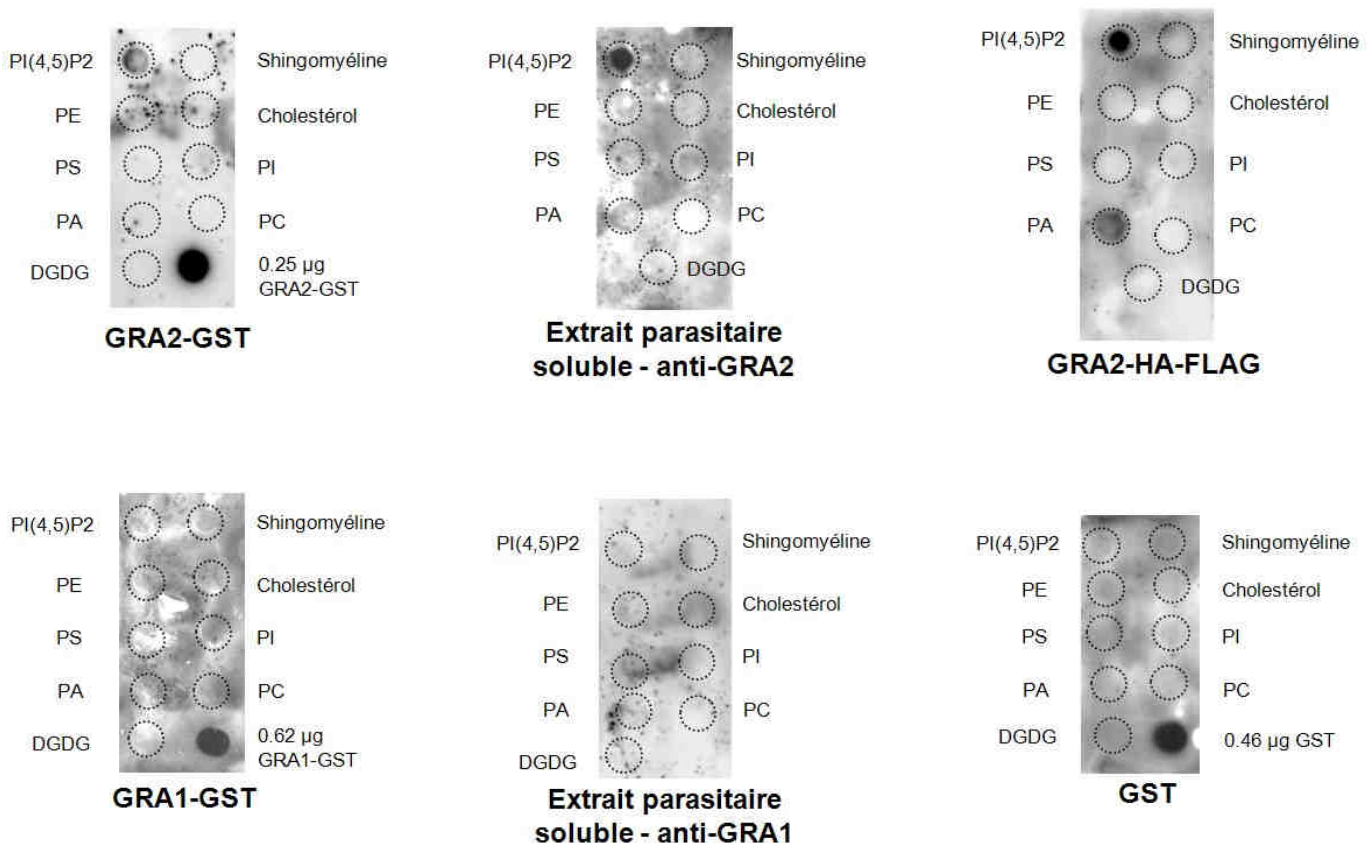 PI(4,5)P2 Shingomyéline
PE Cholestérol
PS PI
PA PC
DGDG 0.25 µg
GRA2-GST
GRA2-GST
PI(4,5)P2 Shingomyéline
PE Cholestérol
PS PI
PA PC
DGDG
Extrait parasitaire
soluble - anti-GRA2
PI(4,5)P2 Shingomyéline
PE Cholestérol
PS PI
PA PC
DGDG
GRA2-HA-FLAG
PI(4,5)P2 Shingomyéline
PE Cholestérol
PS PI
PA PC
DGDG 0.62 µg
GRA1-GST
GRA1-GST
PI(4,5)P2 Shingomyéline
PE Cholestérol
PS PI
PA PC
DGDG
Extrait parasitaire
soluble - anti-GRA1
PI(4,5)P2 Shingomyéline
PE Cholestérol
PS PI
PA PC
DGDG 0.46 µg GST
GST